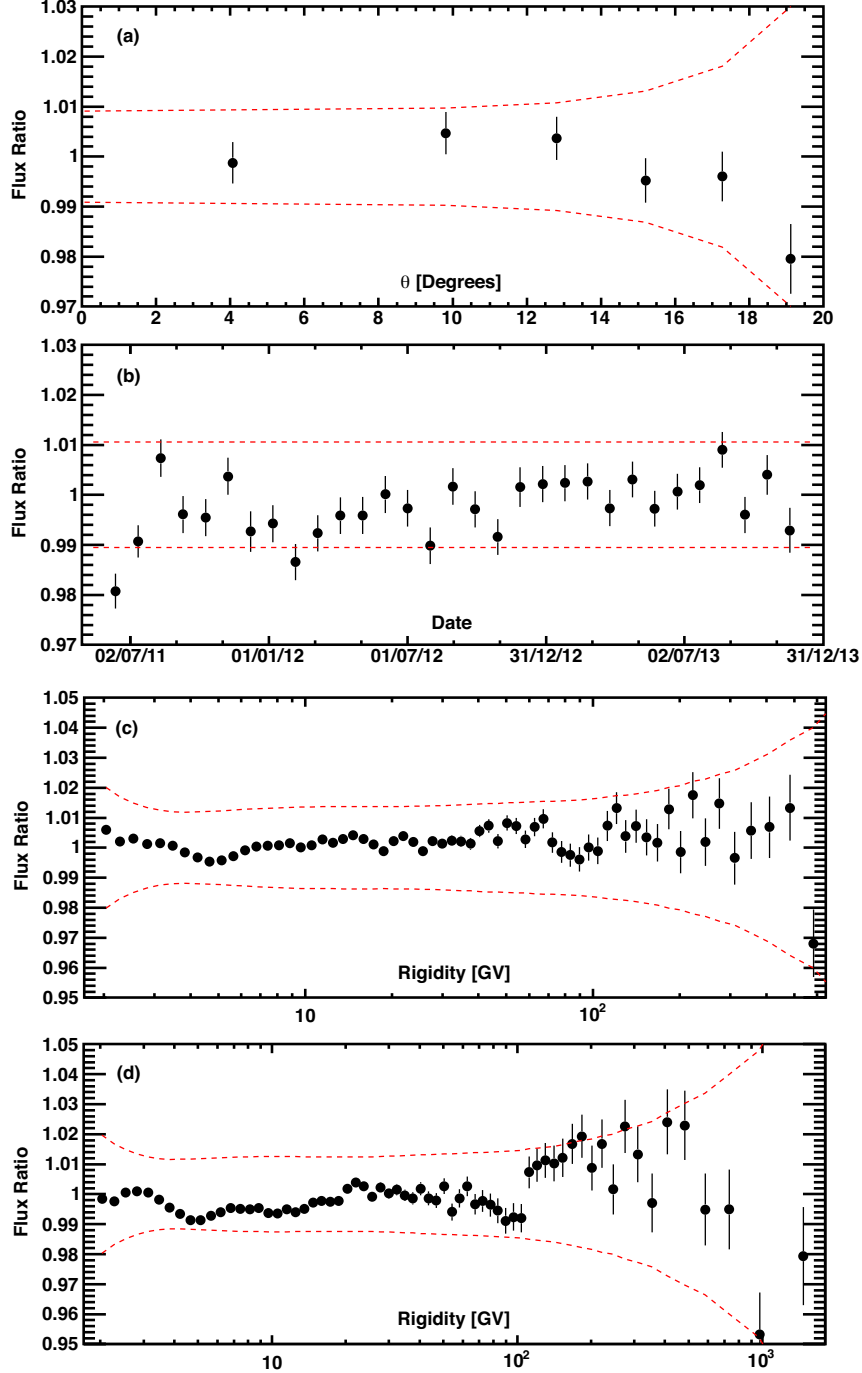 1.03
(a)
1.02
1.01
1
0.99
0.98
0.97
Flux Ratio
θ [Degrees]
0 2 4 6 8 10 12 14 16 18 20
1.03
(b)
1.02
1.01
1
0.99
0.98
0.97
Flux Ratio
Date
02/07/11 01/01/12 01/07/12 31/12/12 02/07/13 31/12/13
1.05
(c)
1.04
1.03
1.02
1.01
1
0.99
0.98
0.97
0.96
0.95
Flux Ratio
Rigidity [GV]
10 10²
1.05
(d)
1.04
1.03
1.02
1.01
1
0.99
0.98
0.97
0.96
0.95
Flux Ratio
Rigidity [GV]
10 10² 10³